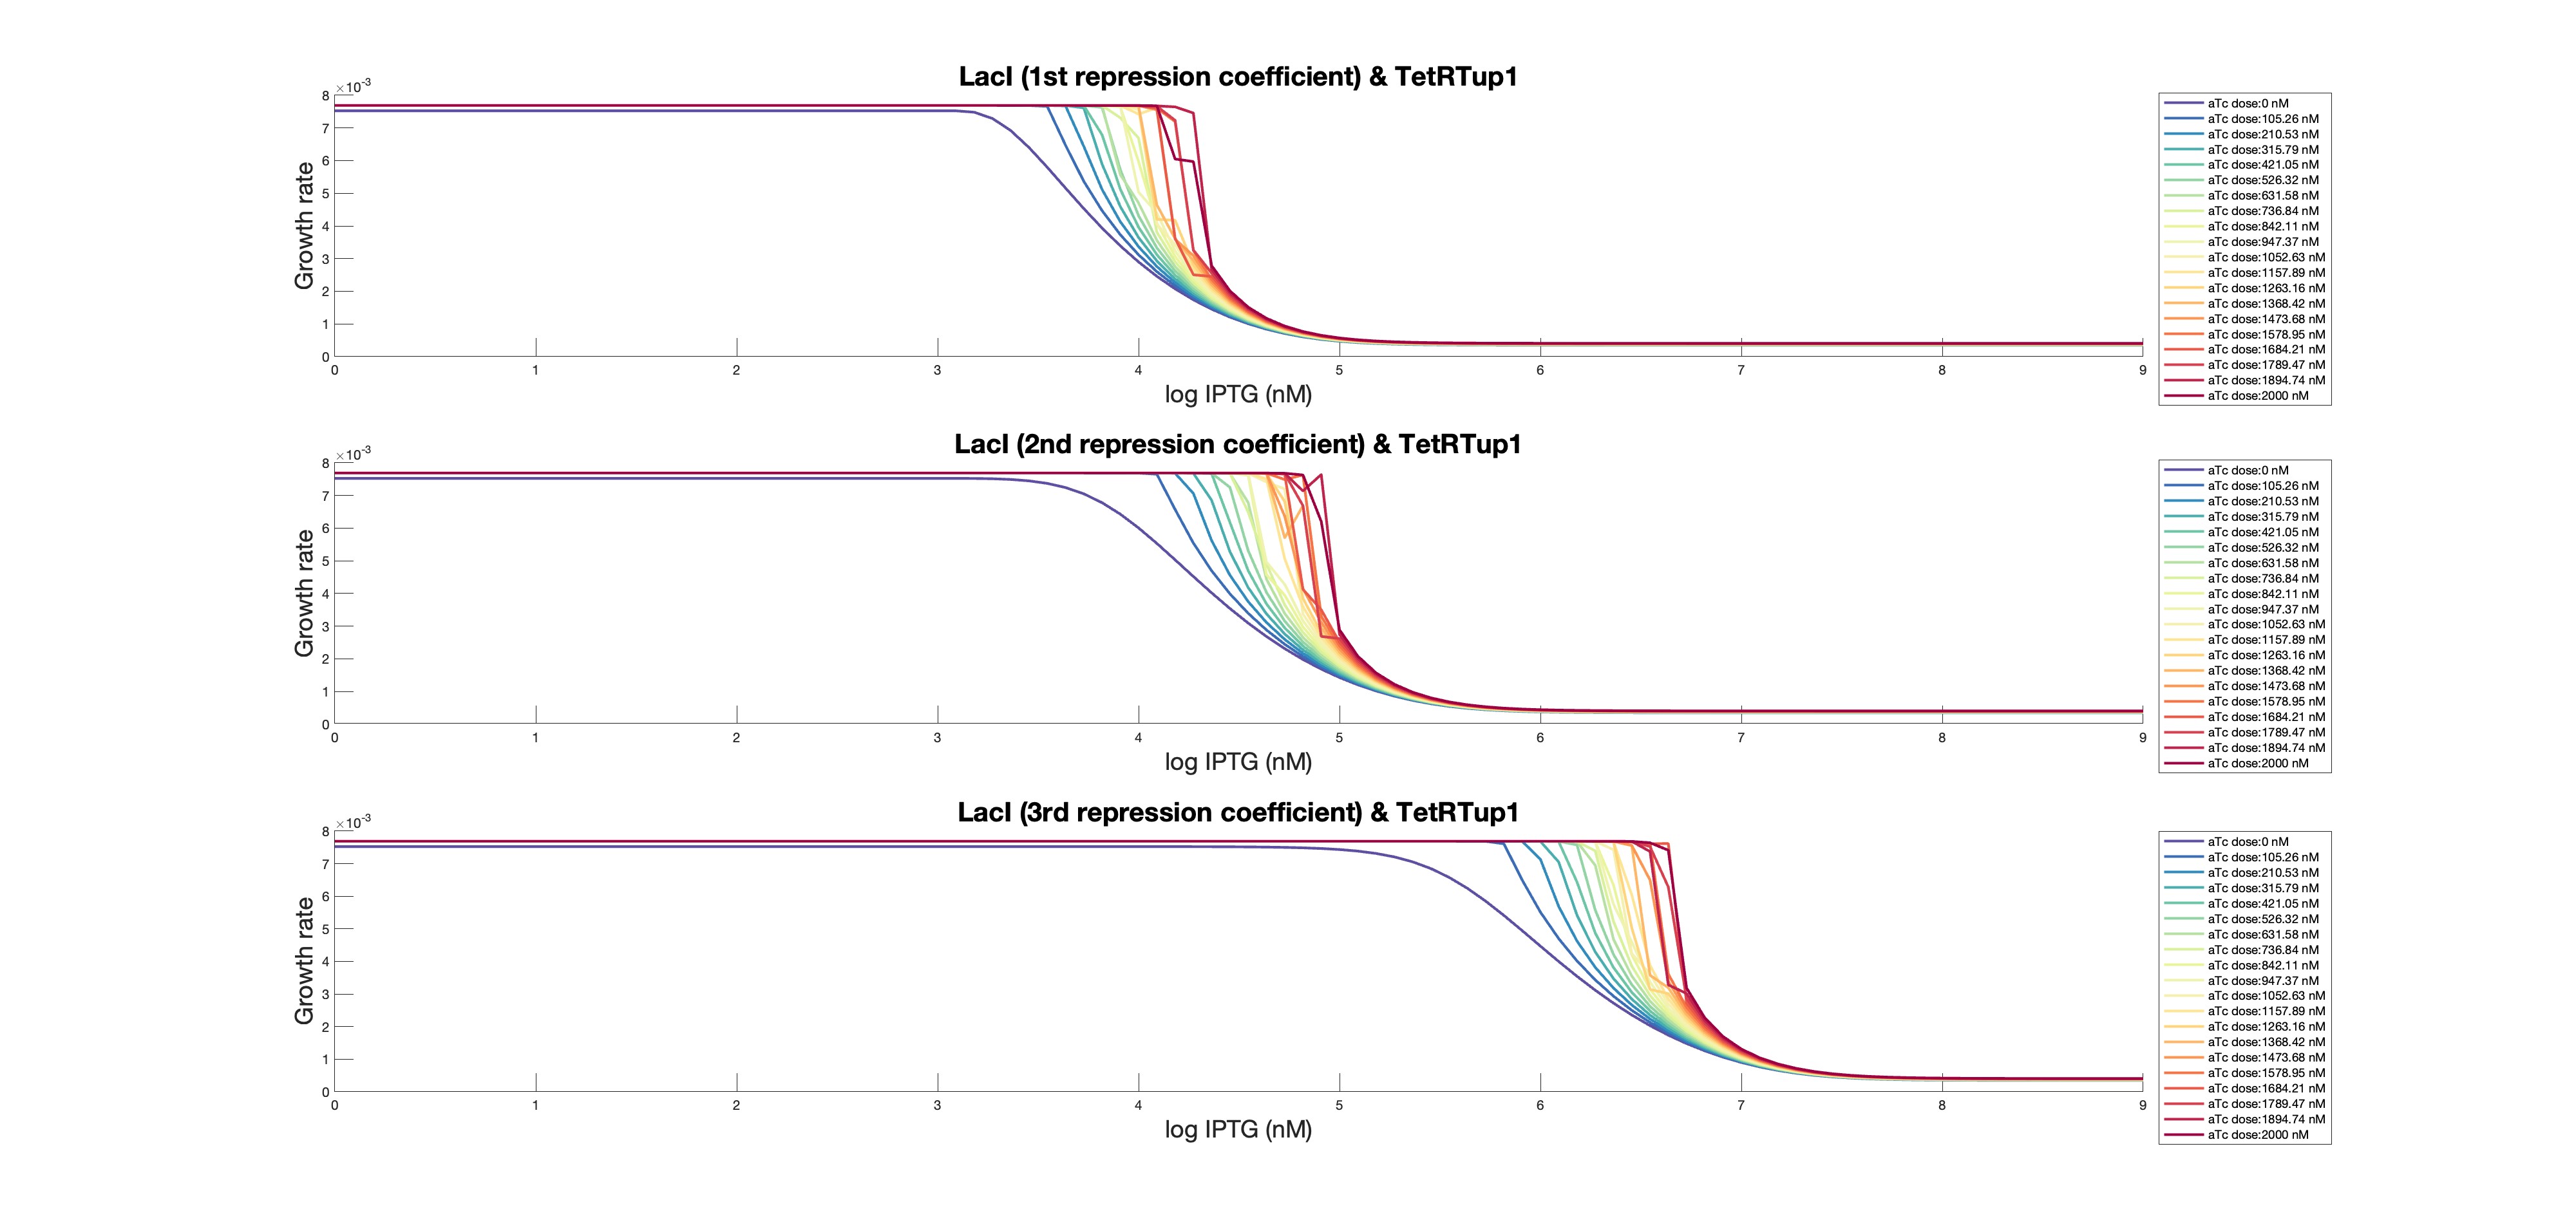 LacI (1st repression coefficient) & TetRTup1
×10-3
8
7
6
5
4
3
2
1
0
Growth rate
0 1 2 3 4 5 6 7 8 9
log IPTG (nM)
aTc dose:0 nM
aTc dose:105.26 nM
aTc dose:210.53 nM
aTc dose:315.79 nM
aTc dose:421.05 nM
aTc dose:526.32 nM
aTc dose:631.58 nM
aTc dose:736.84 nM
aTc dose:842.11 nM
aTc dose:947.37 nM
aTc dose:1052.63 nM
aTc dose:1157.89 nM
aTc dose:1263.16 nM
aTc dose:1368.42 nM
aTc dose:1473.68 nM
aTc dose:1578.95 nM
aTc dose:1684.21 nM
aTc dose:1789.47 nM
aTc dose:1894.74 nM
aTc dose:2000 nM
LacI (2nd repression coefficient) & TetRTup1
×10-3
8
7
6
5
4
3
2
1
0
Growth rate
0 1 2 3 4 5 6 7 8 9
log IPTG (nM)
aTc dose:0 nM
aTc dose:105.26 nM
aTc dose:210.53 nM
aTc dose:315.79 nM
aTc dose:421.05 nM
aTc dose:526.32 nM
aTc dose:631.58 nM
aTc dose:736.84 nM
aTc dose:842.11 nM
aTc dose:947.37 nM
aTc dose:1052.63 nM
aTc dose:1157.89 nM
aTc dose:1263.16 nM
aTc dose:1368.42 nM
aTc dose:1473.68 nM
aTc dose:1578.95 nM
aTc dose:1684.21 nM
aTc dose:1789.47 nM
aTc dose:1894.74 nM
aTc dose:2000 nM
LacI (3rd repression coefficient) & TetRTup1
×10-3
8
7
6
5
4
3
2
1
0
Growth rate
0 1 2 3 4 5 6 7 8 9
log IPTG (nM)
aTc dose:0 nM
aTc dose:105.26 nM
aTc dose:210.53 nM
aTc dose:315.79 nM
aTc dose:421.05 nM
aTc dose:526.32 nM
aTc dose:631.58 nM
aTc dose:736.84 nM
aTc dose:842.11 nM
aTc dose:947.37 nM
aTc dose:1052.63 nM
aTc dose:1157.89 nM
aTc dose:1263.16 nM
aTc dose:1368.42 nM
aTc dose:1473.68 nM
aTc dose:1578.95 nM
aTc dose:1684.21 nM
aTc dose:1789.47 nM
aTc dose:1894.74 nM
aTc dose:2000 nM